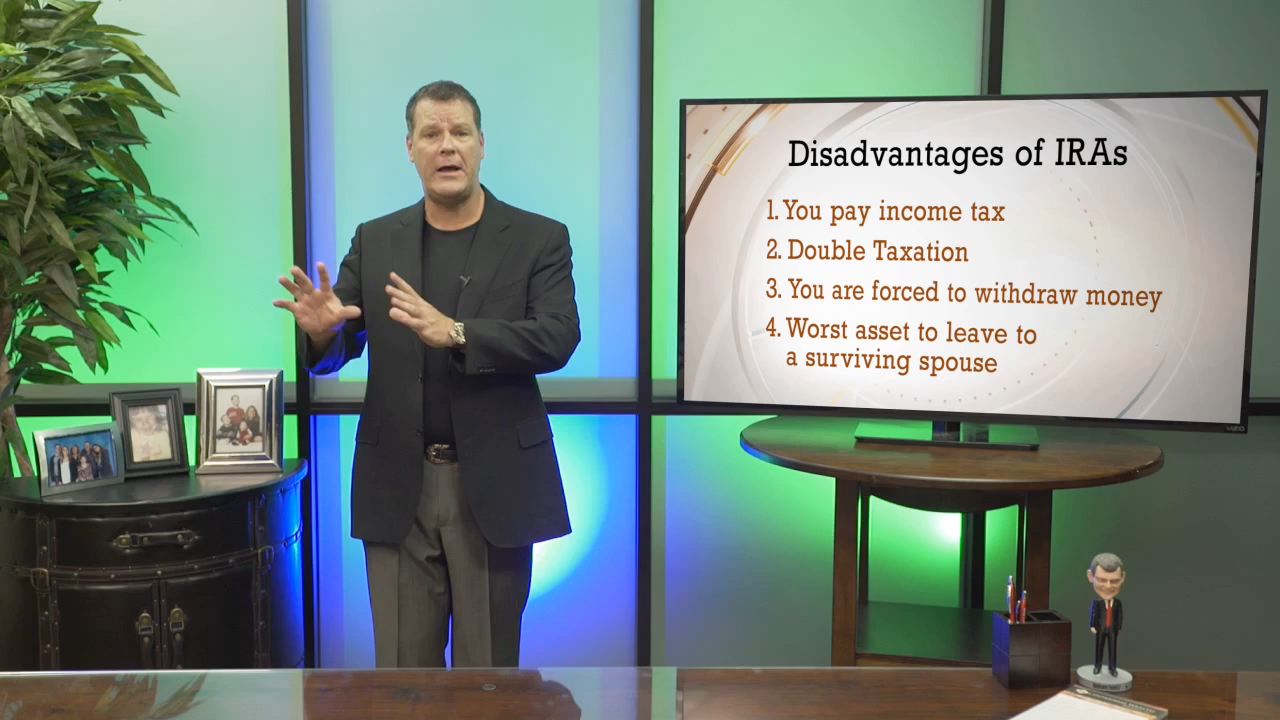 Disadvantages of IRAs
1. You pay income tax
2. Double Taxation
3. You are forced to withdraw money
4. Worst asset to leave to
a surviving spouse
VIZIO